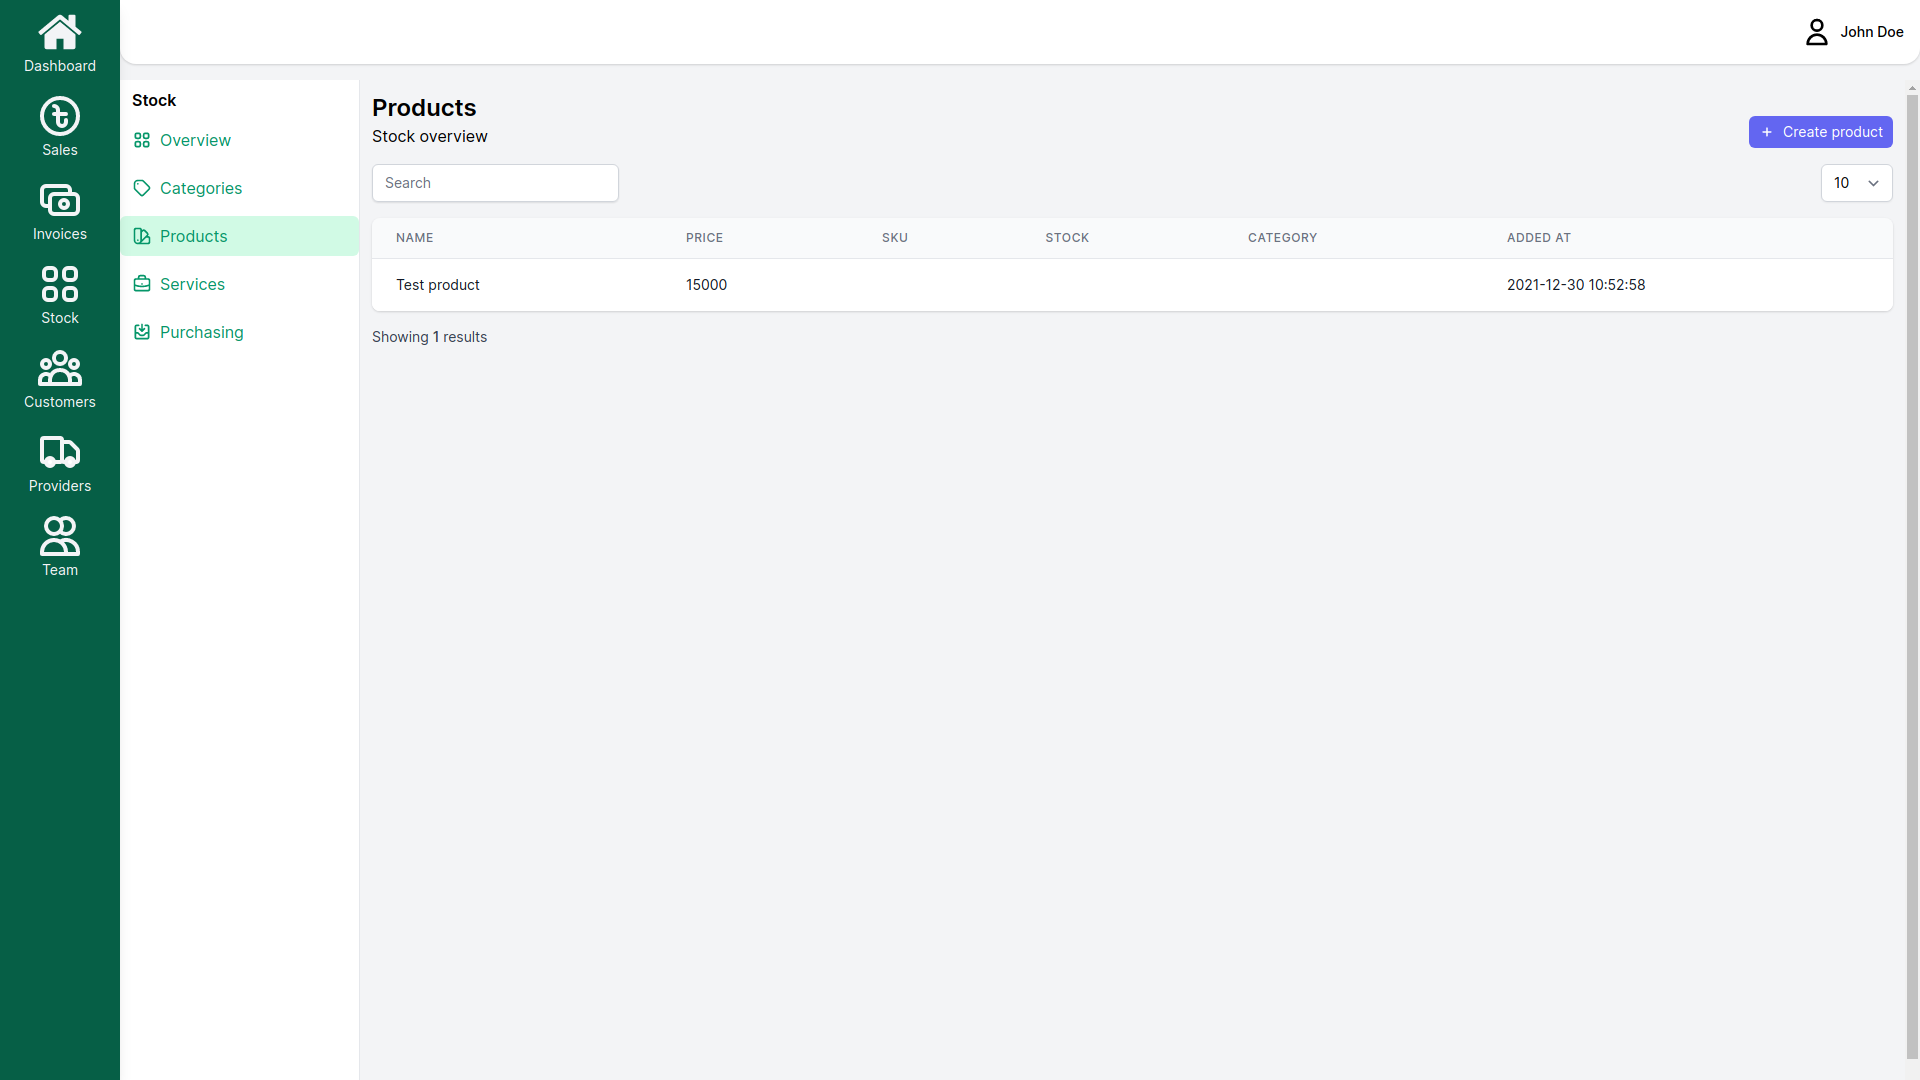 Dashboard
Sales
Invoices
Stock
Customers
Providers
Team
John Doe
Stock
Overview
Categories
Products
Services
Purchasing
Products
Stock overview
Create product
Search
10
NAME PRICE SKU STOCK CATEGORY ADDED AT
Test product 15000 2021-12-30 10:52:58
Showing 1 results